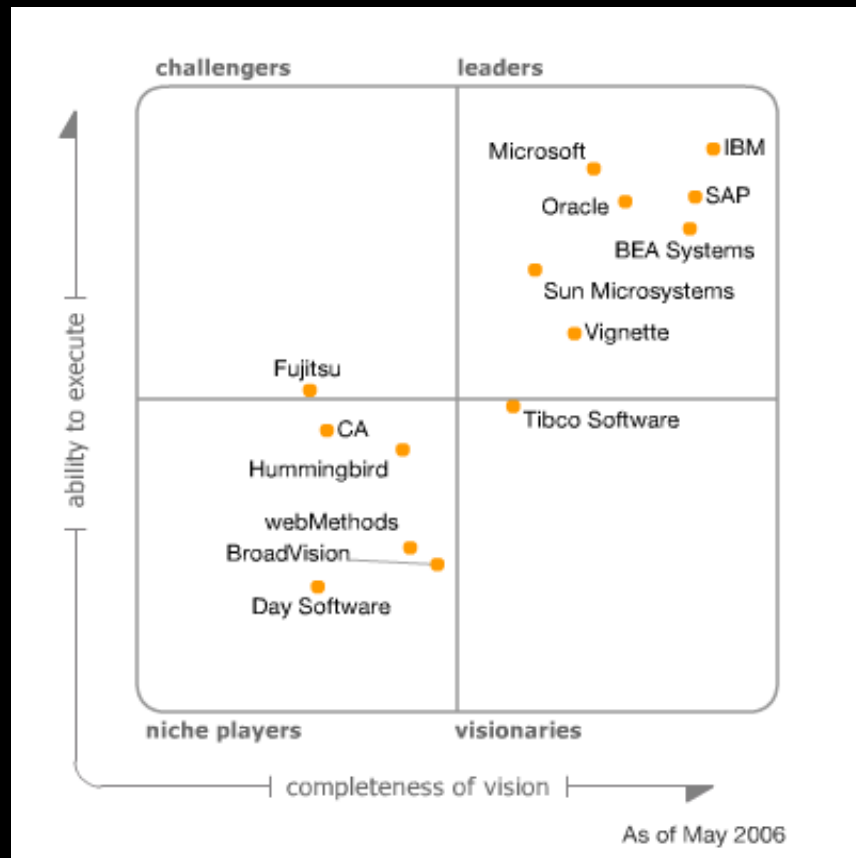 challengers
leaders
Microsoft
IBM
Oracle
SAP
BEA Systems
Sun Microsystems
Vignette
Fujitsu
Tibco Software
CA
Hummingbird
webMethods
BroadVision
Day Software
niche players
visionaries
ability to execute
completeness of vision
As of May 2006